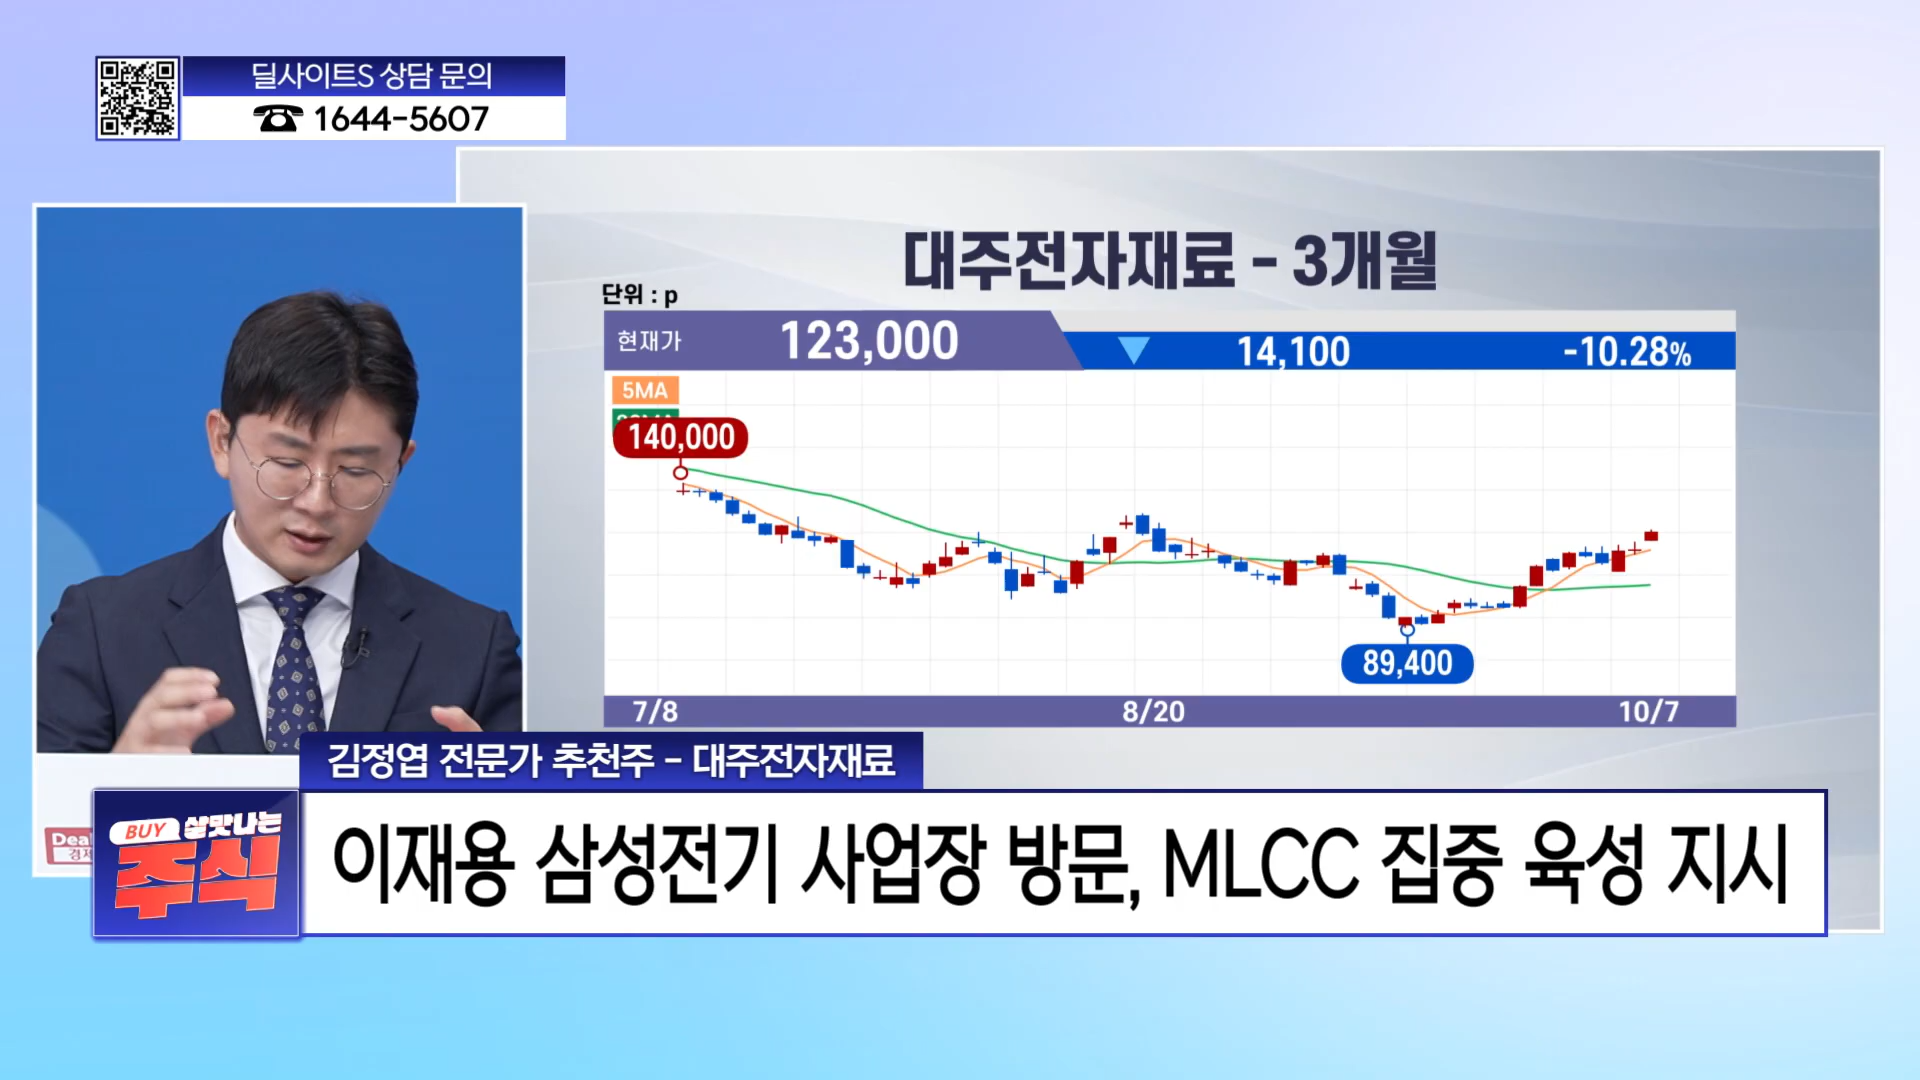 딜사이트S 상담 문의
☎ 1644-5607
대주전자재료 - 3개월
단위 : p
현재가 123,000 ▼ 14,100 -10.28%
5MA
140,000
89,400
7/8 8/20 10/7
김정엽 전문가 추천주 - 대주전자재료
BUY 살맛나는
주식
이재용 삼성전기 사업장 방문, MLCC 집중 육성 지시